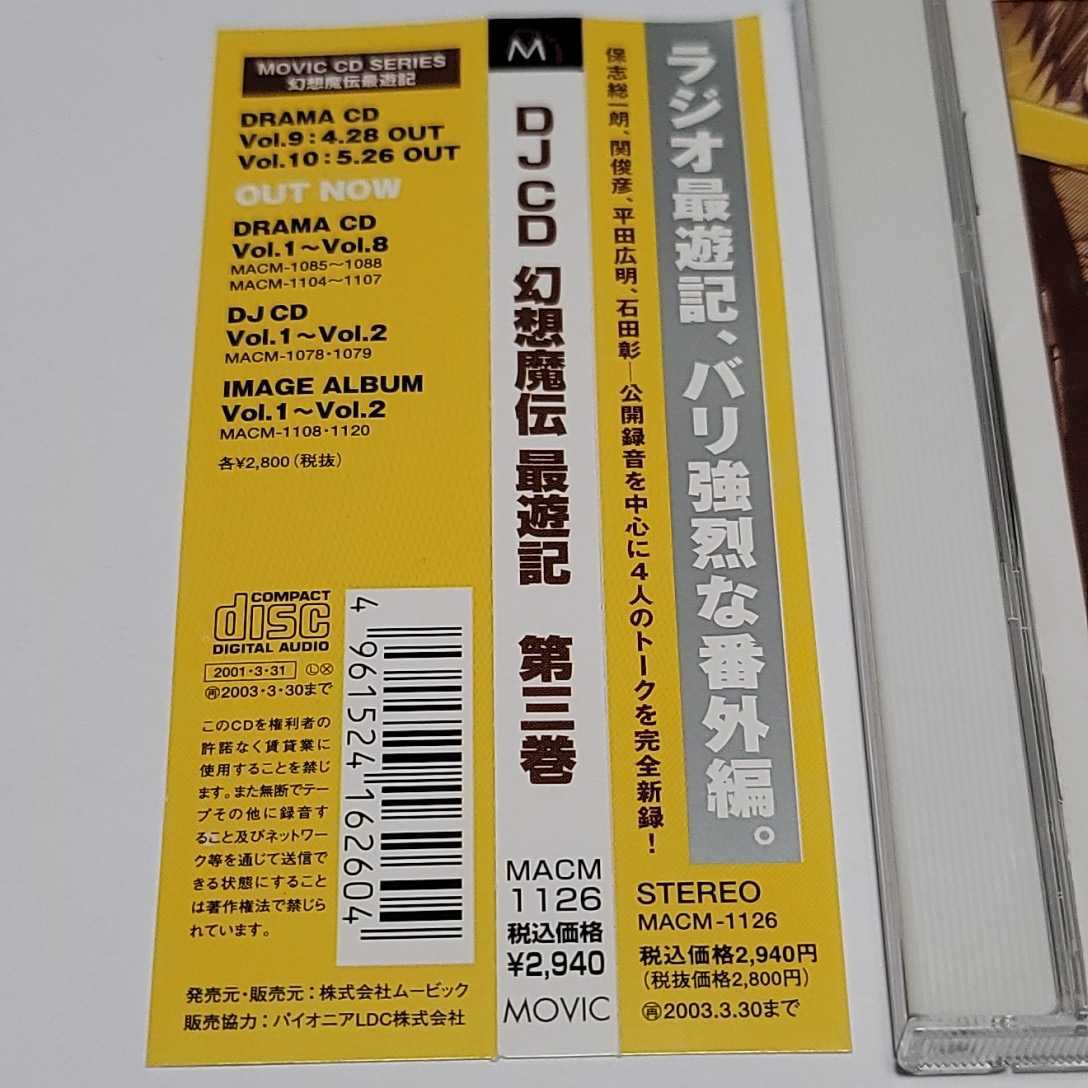 MOVIC CD SERIES
幻想魔伝最遊記
DRAMA CD
Vol.9:4.28 OUT
Vol.10:5.26 OUT
OUT NOW
DRAMA CD
Vol.1〜Vol.8
MACM-1085〜1088
MACM-1104〜1107
DJ CD
Vol.1〜Vol.2
MACM-1078・1079
IMAGE ALBUM
Vol.1〜Vol.2
MACM-1108・1120
各¥2,800(税抜)
COMPACT
disc
DIGITAL AUDIO
2001・3・31 Ⓛ Ⓧ
㋐2003・3・30まで
このCDを権利者の
許諾なく賃貸業に
使用することを禁じ
ます。また無断でテー
プその他に録音す
ること及びネットワー
ク等を通じて送信で
きる状態にすること
は著作権法で禁じら
れています。
4961524162604
発売元・販売元:株式会社ムービック
販売協力:パイオニアLDC株式会社
M
DJCD 幻想魔伝 最遊記 第三巻
MACM
1126
税込価格
¥2,940
MOVIC
ラジオ最遊記、バリ強烈な番外編。
保志総一朗、関俊彦、平田広明、石田彰―公開録音を中心に4人のトークを完全新録!
STEREO
MACM-1126
税込価格2,940円
(税抜価格2,800円)
再2003.3.30まで